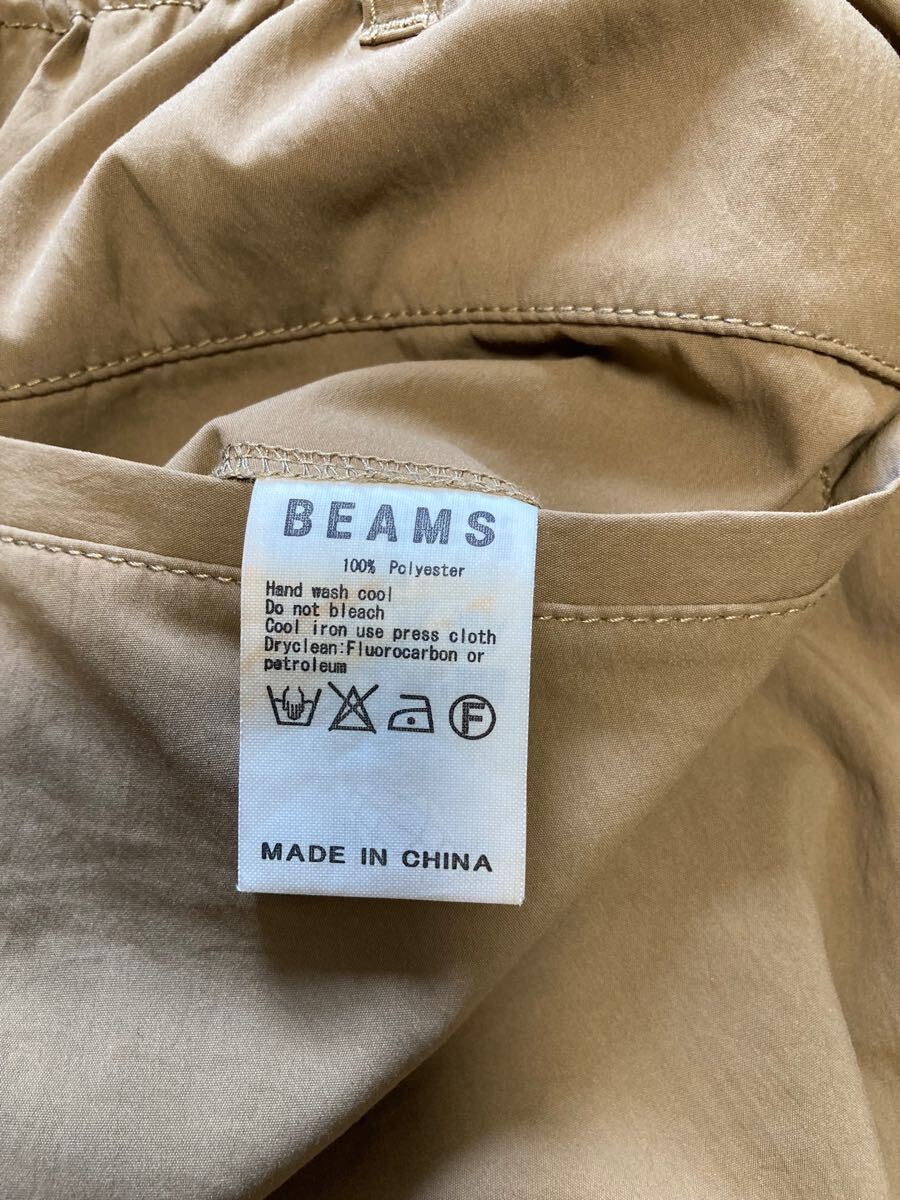 BEAMS
100% Polyester
Hand wash cool
Do not bleach
Cool iron use press cloth
Dryclean:Fluorocarbon or
petroleum
F
MADE IN CHINA